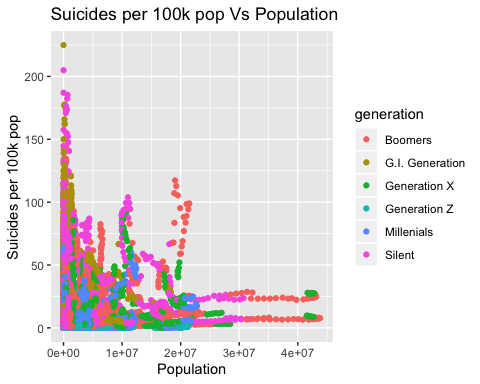 Suicides per 100k pop Vs Population
200
150
100
50
0
Suicides per 100k pop
0e+00 1e+07 2e+07 3e+07 4e+07
Population
generation
Boomers
G.I. Generation
Generation X
Generation Z
Millenials
Silent